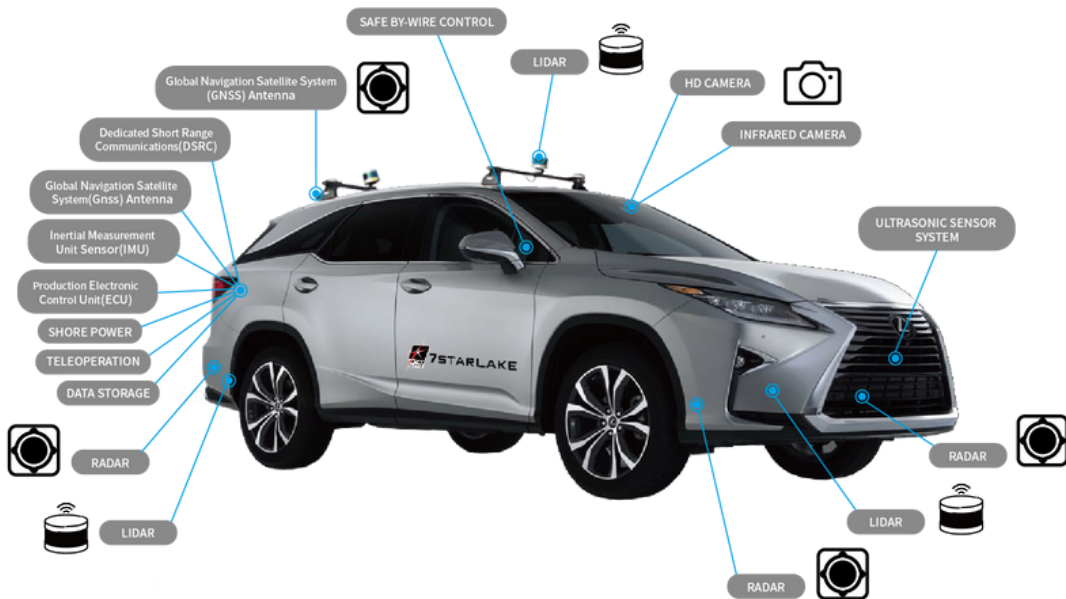 SAFE BY-WIRE CONTROL
LIDAR
HD CAMERA
INFRARED CAMERA
Global Navigation Satellite System
(GNSS) Antenna
Dedicated Short Range
Communications(DSRC)
Global Navigation Satellite
System(Gnss) Antenna
Inertial Measurement
Unit Sensor(IMU)
Production Electronic
Control Unit(ECU)
SHORE POWER
TELEOPERATION
DATA STORAGE
RADAR
LIDAR
ULTRASONIC SENSOR
SYSTEM
7STARLAKE
RADAR
LIDAR
RADAR